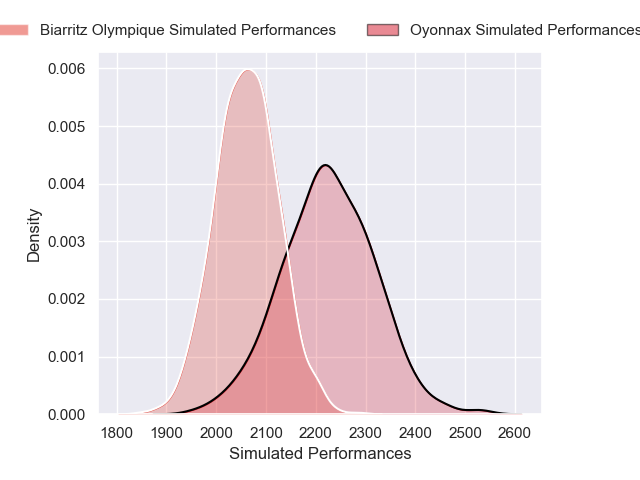 Biarritz Olympique Simulated Performances
Oyonnax Simulated Performances
0.006
0.005
0.004
0.003
0.002
0.001
0.000
Density
1800 1900 2000 2100 2200 2300 2400 2500 2600
Simulated Performances